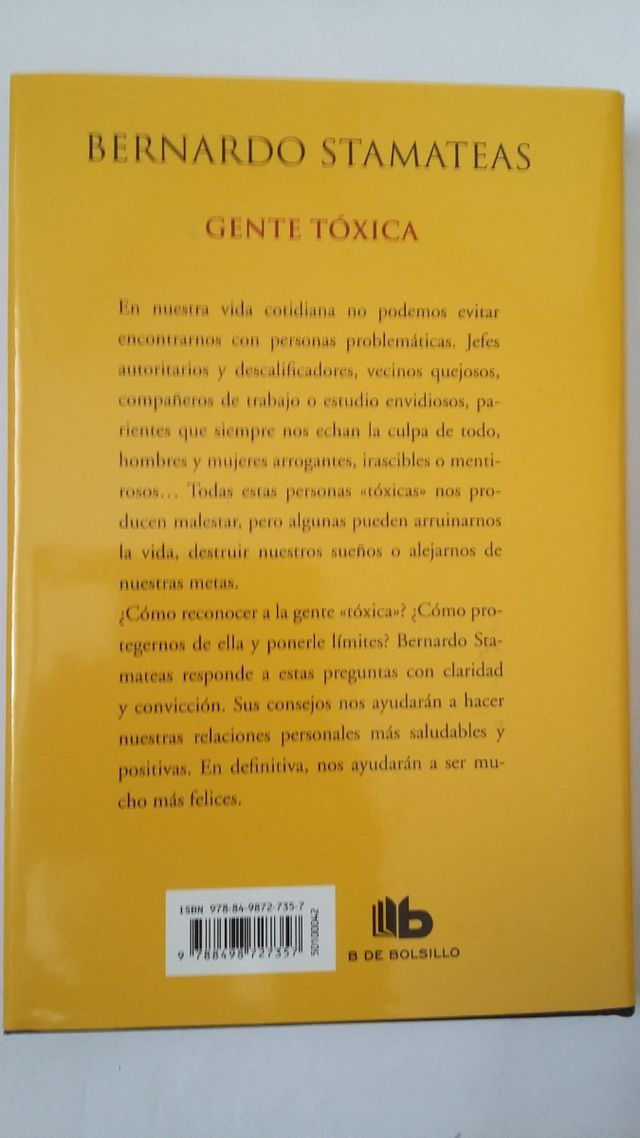 BERNARDO STAMATEAS
GENTE TÓXICA
En nuestra vida cotidiana no podemos evitar
encontrarnos con personas problemáticas. Jefes
autoritarios y descalificadores, vecinos quejosos,
compañeros de trabajo o estudio envidiosos, pa-
rientes que siempre nos echan la culpa de todo,
hombres y mujeres arrogantes, irascibles o menti-
rosos... Todas estas personas «tóxicas» nos pro-
ducen malestar, pero algunas pueden arruinarnos
la vida, destruir nuestros sueños o alejarnos de
nuestras metas.
¿Cómo reconocer a la gente «tóxica»? ¿Cómo pro-
tegernos de ella y ponerle límites? Bernardo Sta-
mateas responde a estas preguntas con claridad
y convicción. Sus consejos nos ayudarán a hacer
nuestras relaciones personales más saludables y
positivas. En definitiva, nos ayudarán a ser mu-
cho más felices.
ISBN 978-84-9872-735-7
9 788498 727357
50100042
B DE BOLSILLO